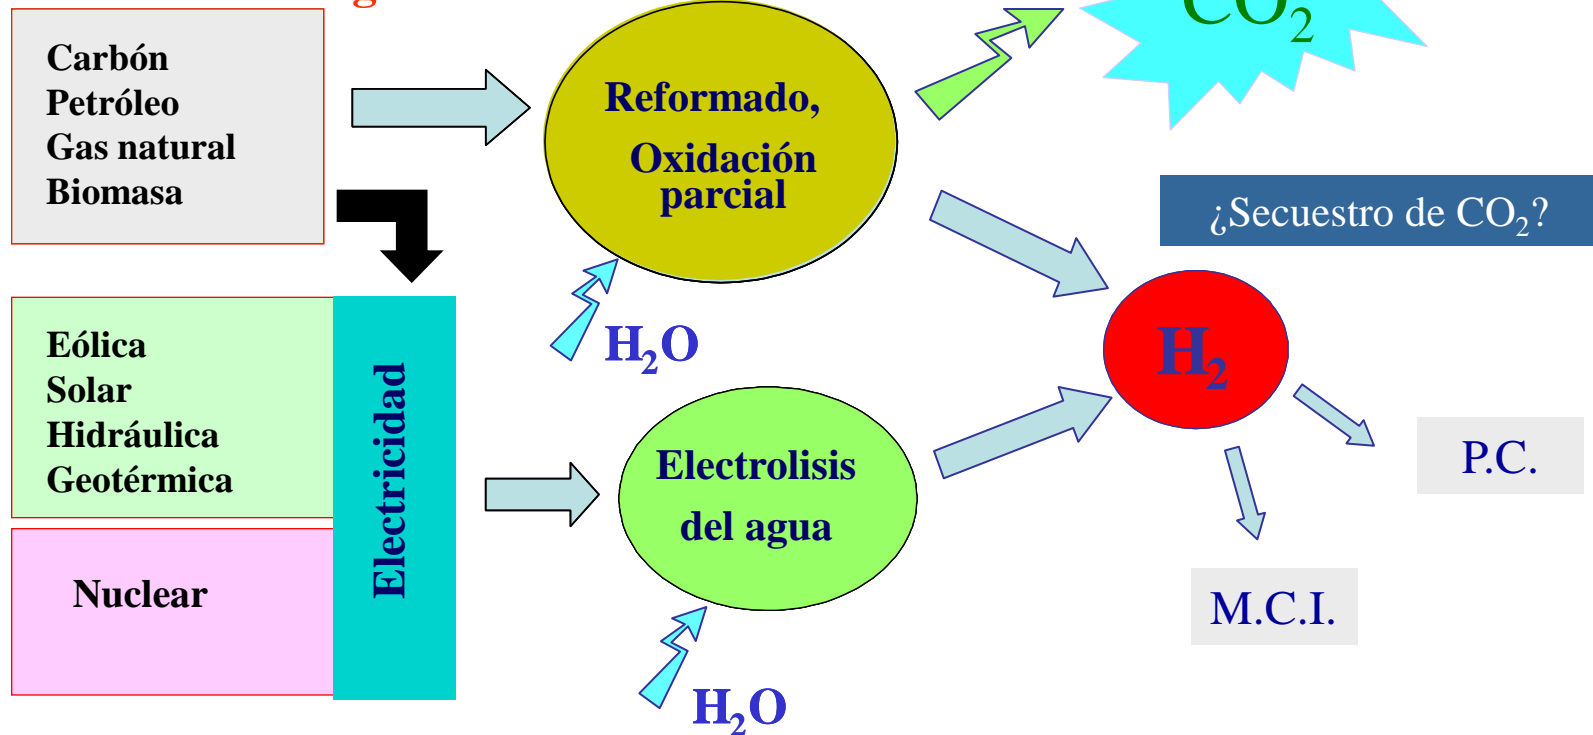 CO₂
Carbón
Petróleo
Gas natural
Biomasa
Reformado,
Oxidación
parcial
¿Secuestro de CO₂?
H₂O
H₂
Eólica
Solar
Hidráulica
Geotérmica
Electricidad
Electrolisis
del agua
P.C.
Nuclear
M.C.I.
H₂O